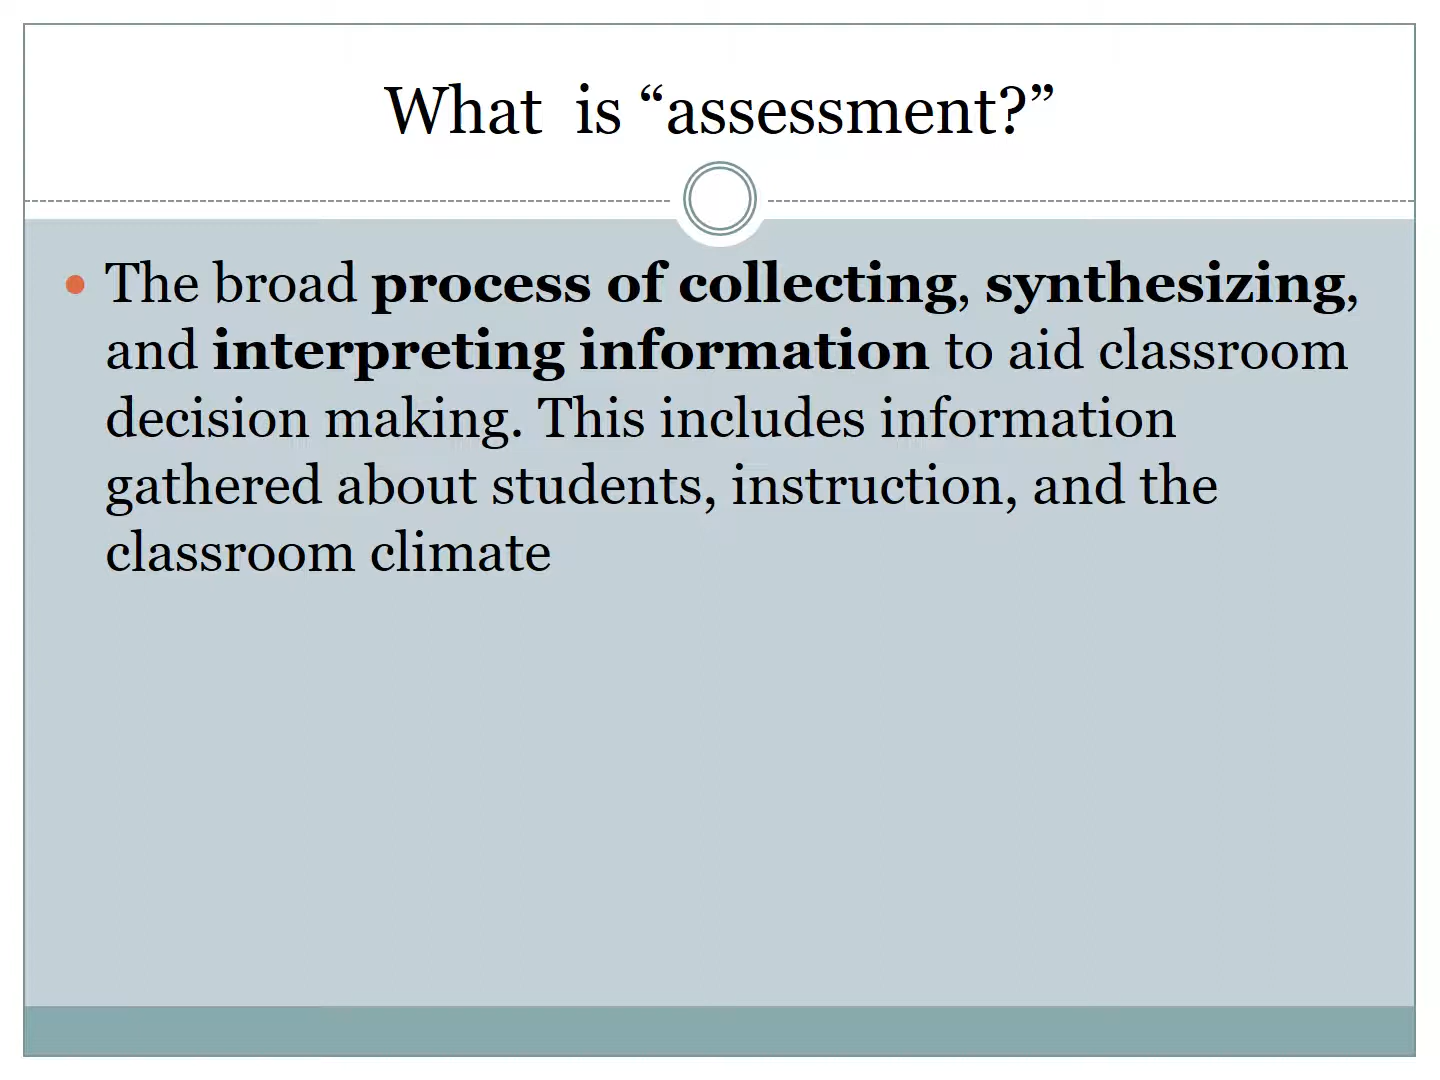 What  is “assessment?”
The broad process of collecting, synthesizing,
and interpreting information to aid classroom
decision making. This includes information
gathered about students, instruction, and the
classroom climate